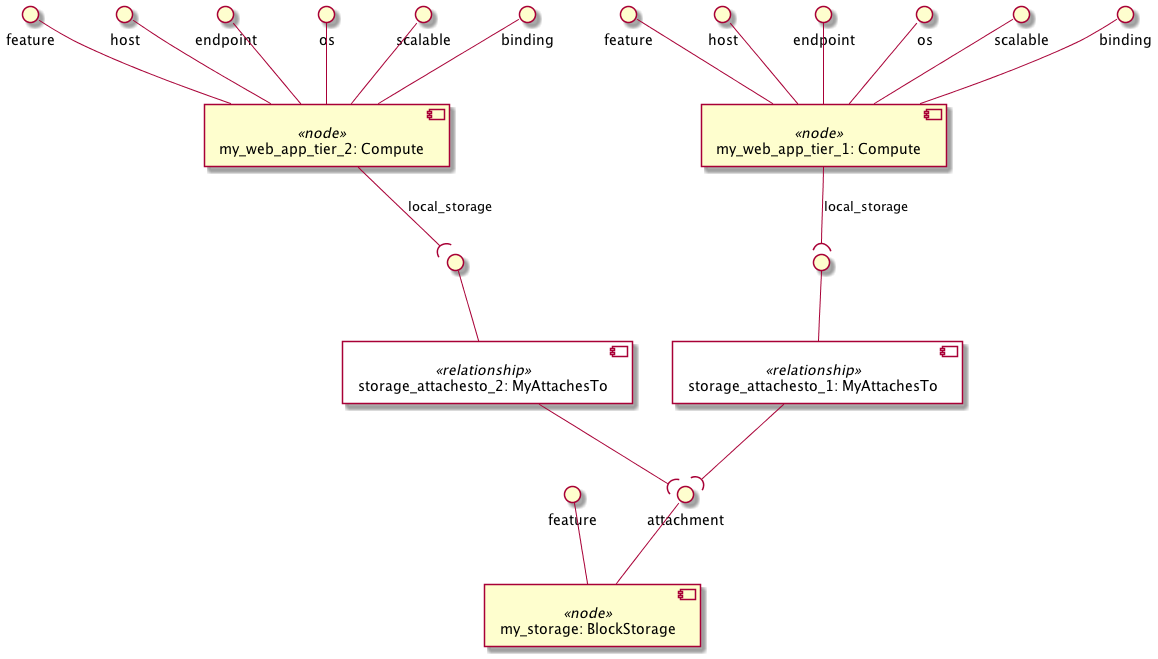 feature
host
endpoint
os
scalable
binding
feature
host
endpoint
os
scalable
binding
«node»
my_web_app_tier_2: Compute
«node»
my_web_app_tier_1: Compute
local_storage
local_storage
«relationship»
storage_attachesto_2: MyAttachesTo
«relationship»
storage_attachesto_1: MyAttachesTo
feature
attachment
«node»
my_storage: BlockStorage